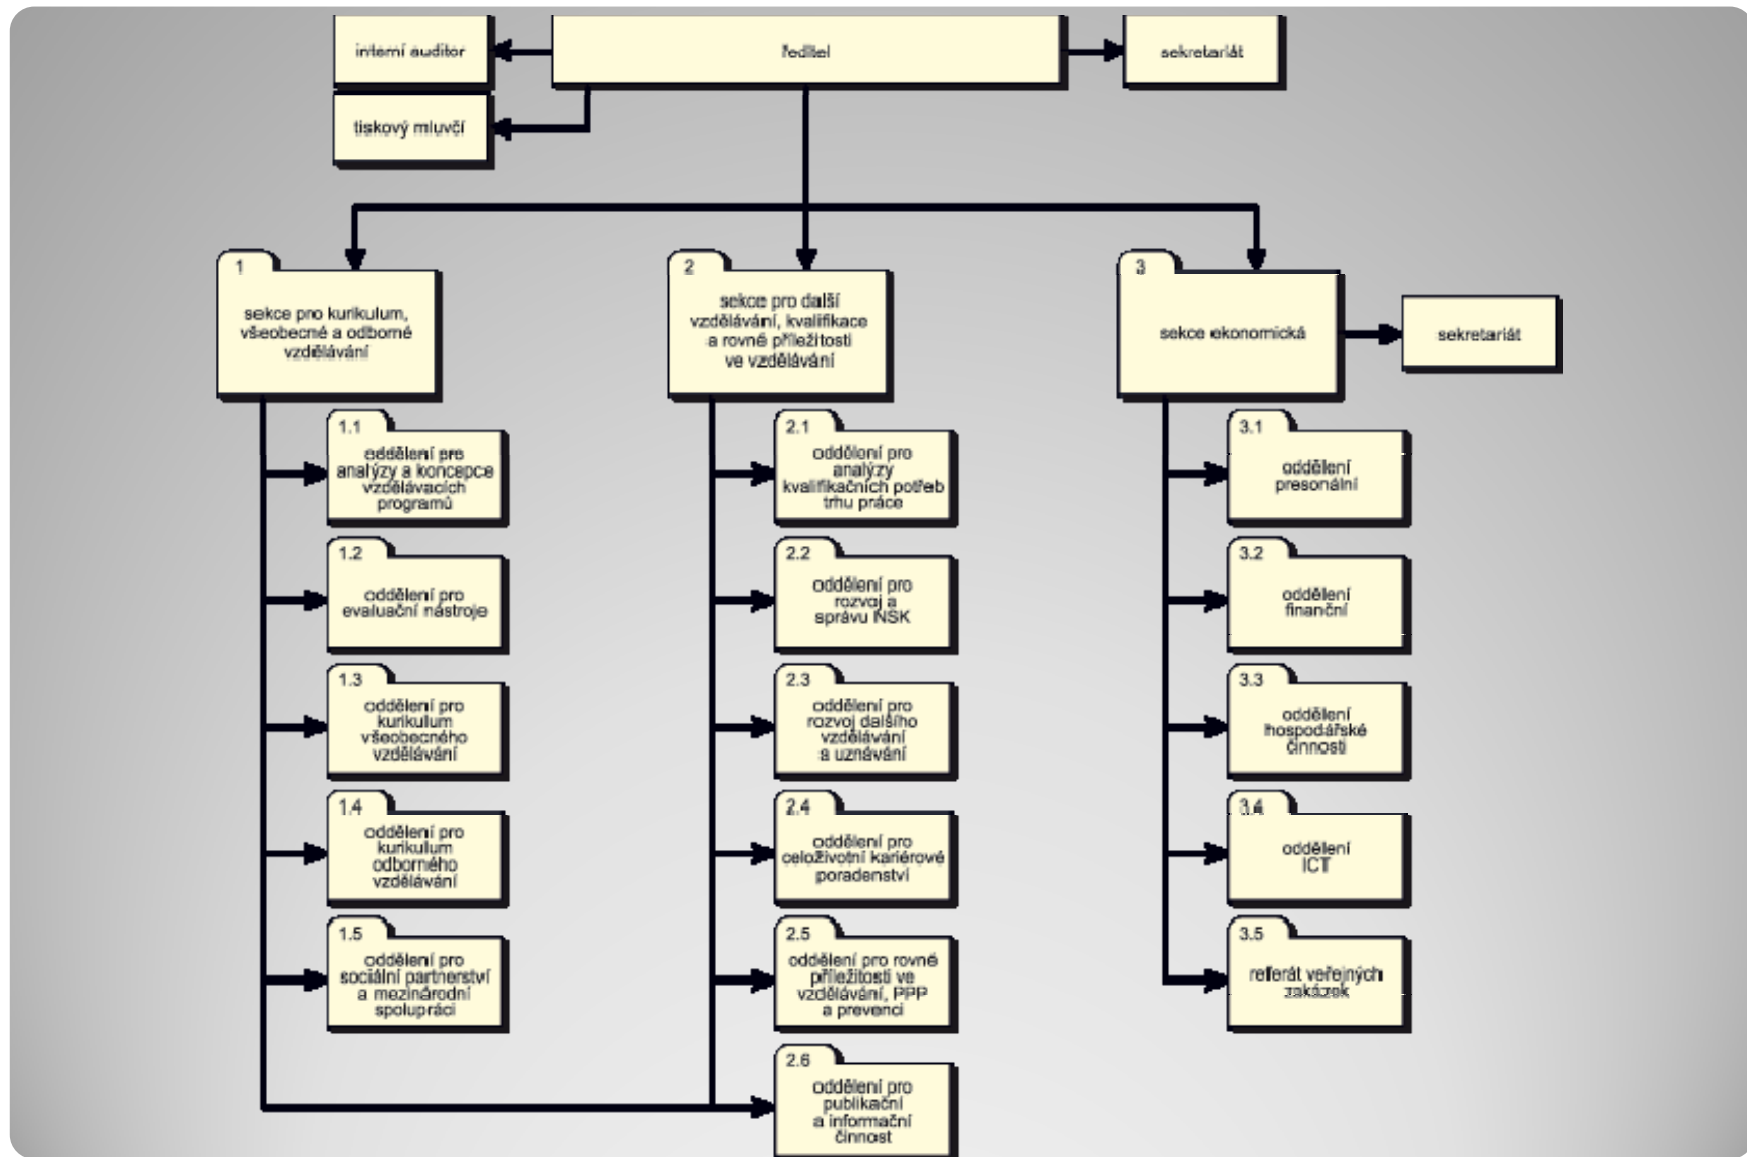 interní auditor
ředitel
sekretariát
tiskový mluvčí
1
sekce pro kurikulum,
všeobecné a odborné
vzdělávání
2
sekce pro další
vzdělávání, kvalifikace
a rovné příležitosti
ve vzdělávání
3
sekce ekonomická
sekretariát
1.1
oddělení pro
analýzy a koncepce
vzdělávacích
programů
1.2
oddělení pro
evaluační nástroje
1.3
oddělení pro
kurikulum
všeobecného
vzdělávání
1.4
oddělení pro
kurikulum
odborného
vzdělávání
1.5
oddělení pro
sociální partnerství
a mezinárodní
spolupráci
2.1
oddělení pro
analýzy
kvalifikačních potřeb
trhu práce
2.2
oddělení pro
rozvoj a
správu NSK
2.3
oddělení pro
rozvoj dalšího
vzdělávání
a uznávání
2.4
oddělení pro
celoživotní kariérové
poradenství
2.5
oddělení pro rovné
příležitosti ve
vzdělávání, PPP
a prevenci
2.6
oddělení pro
publikační
a informační
činnost
3.1
oddělení
presonální
3.2
oddělení
finanční
3.3
oddělení
hospodářské
činnosti
3.4
oddělení
ICT
3.5
referát veřejných
zakázek